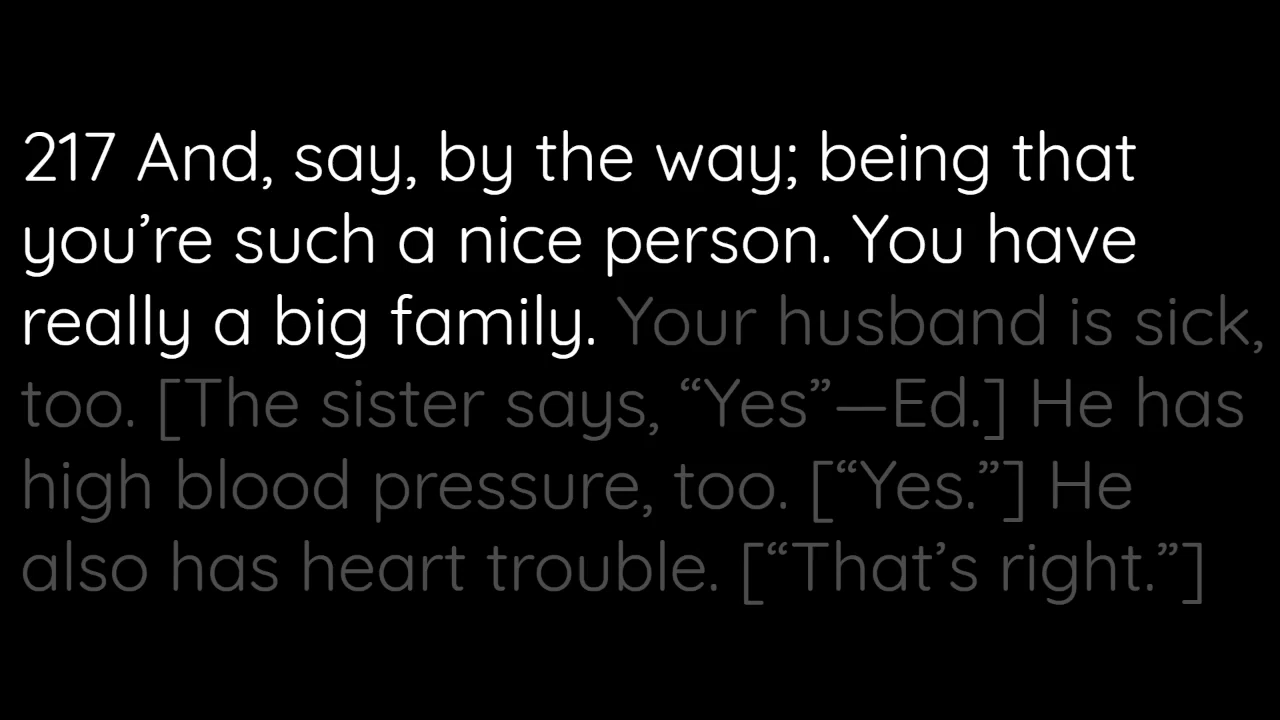 217 And, say, by the way; being that
you’re such a nice person. You have
really a big family. Your husband is sick,
too. [The sister says, “Yes”—Ed.] He has
high blood pressure, too. [“Yes.”] He
also has heart trouble. [“That’s right.”]